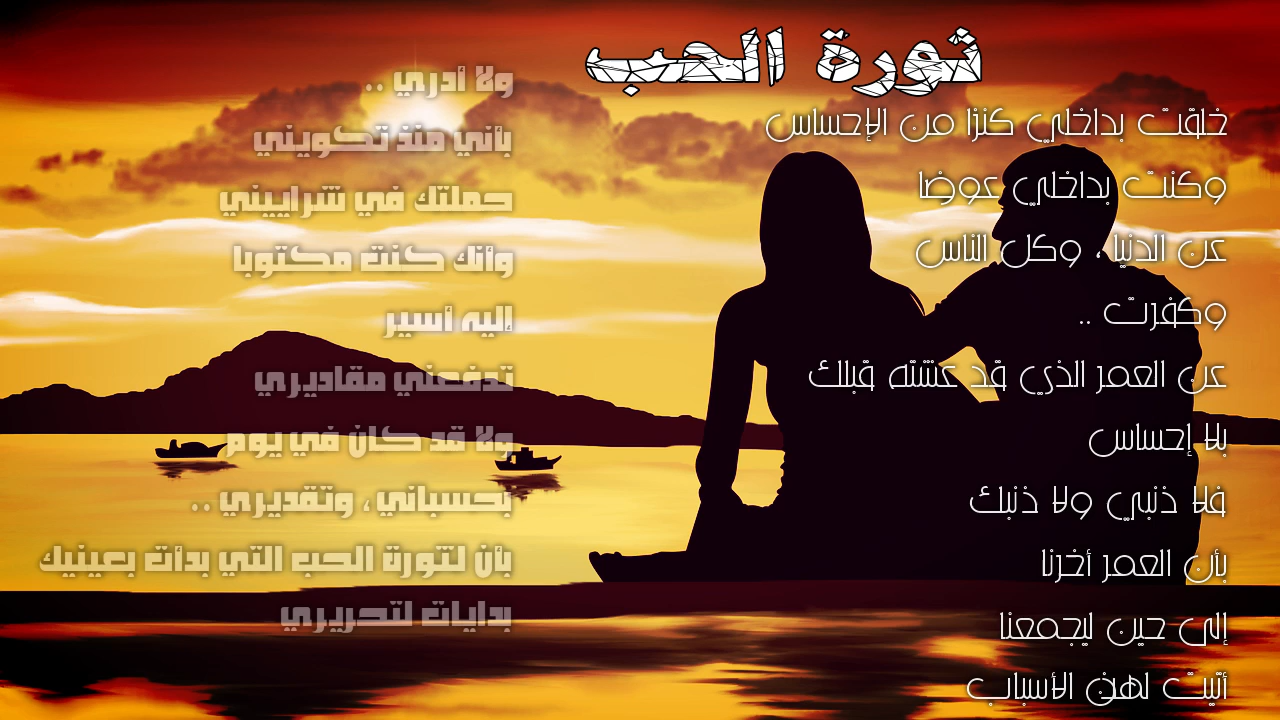 ثورة الحب
خلقت بداخلي كنزا من الإحساس
وكنت بداخلي عوضا
عن الدنيا ، وكل الناس
وكفرت ..
عن العمر الذي قد عشته قبلك
بلا إحساس
فلا ذنبي ولا ذنبك
بأن العمر أخرنا
إلى حين ليجمعنا
أتيت لهذي الأسباب
ولا أدري ..
بأني منذ تكويني
حملتك في شراييني
وأنك كنت مكتوبا
إليه أسير
تدفعني مقاديري
ولا قد كان في يوم
بحسباني ، وتقديري ..
بأن لثورة الحب التي بدأت بعينيك
بدايات لتحريري